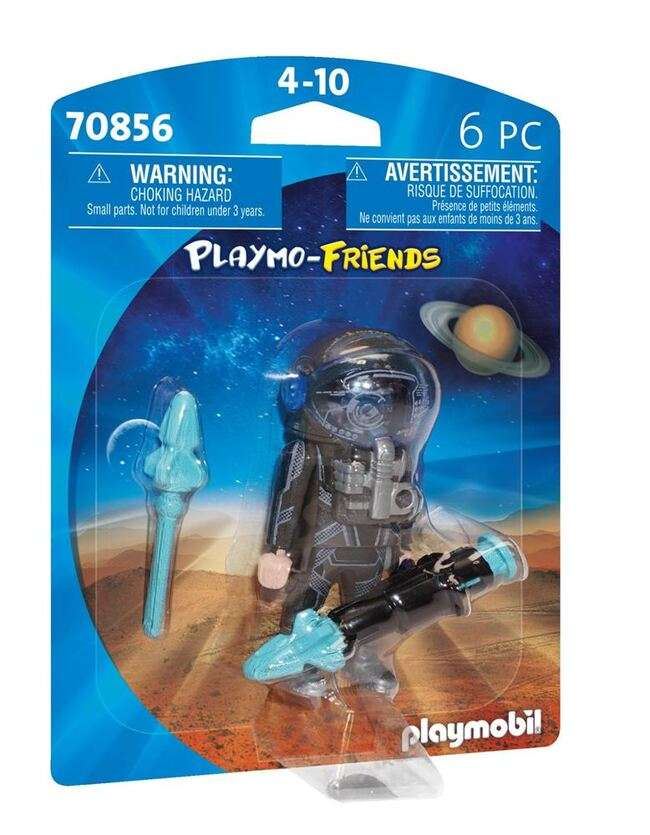 4-10
70856
6 PC
WARNING:
CHOKING HAZARD
Small parts. Not for children under 3 years.
AVERTISSEMENT:
RISQUE DE SUFFOCATION.
Présence de petits éléments.
Ne convient pas aux enfants de moins de 3 ans.
PLAYMO-FRIENDS
playmobil